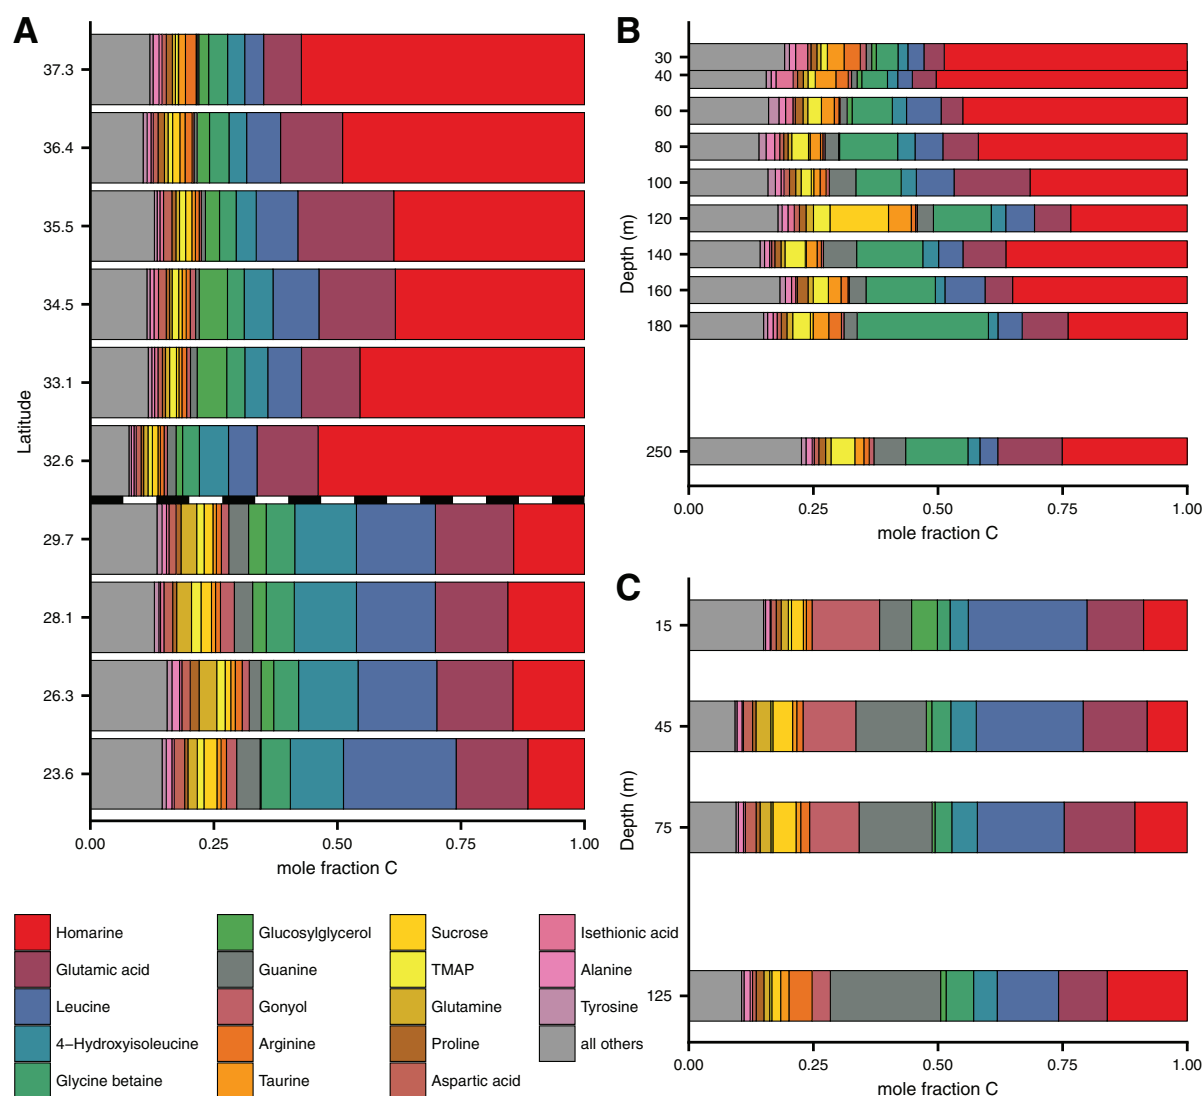 A
37.3
36.4
35.5
34.5
33.1
32.6
29.7
28.1
26.3
23.6
Latitude
0.00 0.25 0.50 0.75 1.00
mole fraction C
B
30
40
60
80
100
120
140
160
180
250
Depth (m)
0.00 0.25 0.50 0.75 1.00
mole fraction C
C
15
45
75
125
Depth (m)
0.00 0.25 0.50 0.75 1.00
mole fraction C
Homarine
Glutamic acid
Leucine
4−Hydroxyisoleucine
Glycine betaine
Glucosylglycerol
Guanine
Gonyol
Arginine
Taurine
Sucrose
TMAP
Glutamine
Proline
Aspartic acid
Isethionic acid
Alanine
Tyrosine
all others